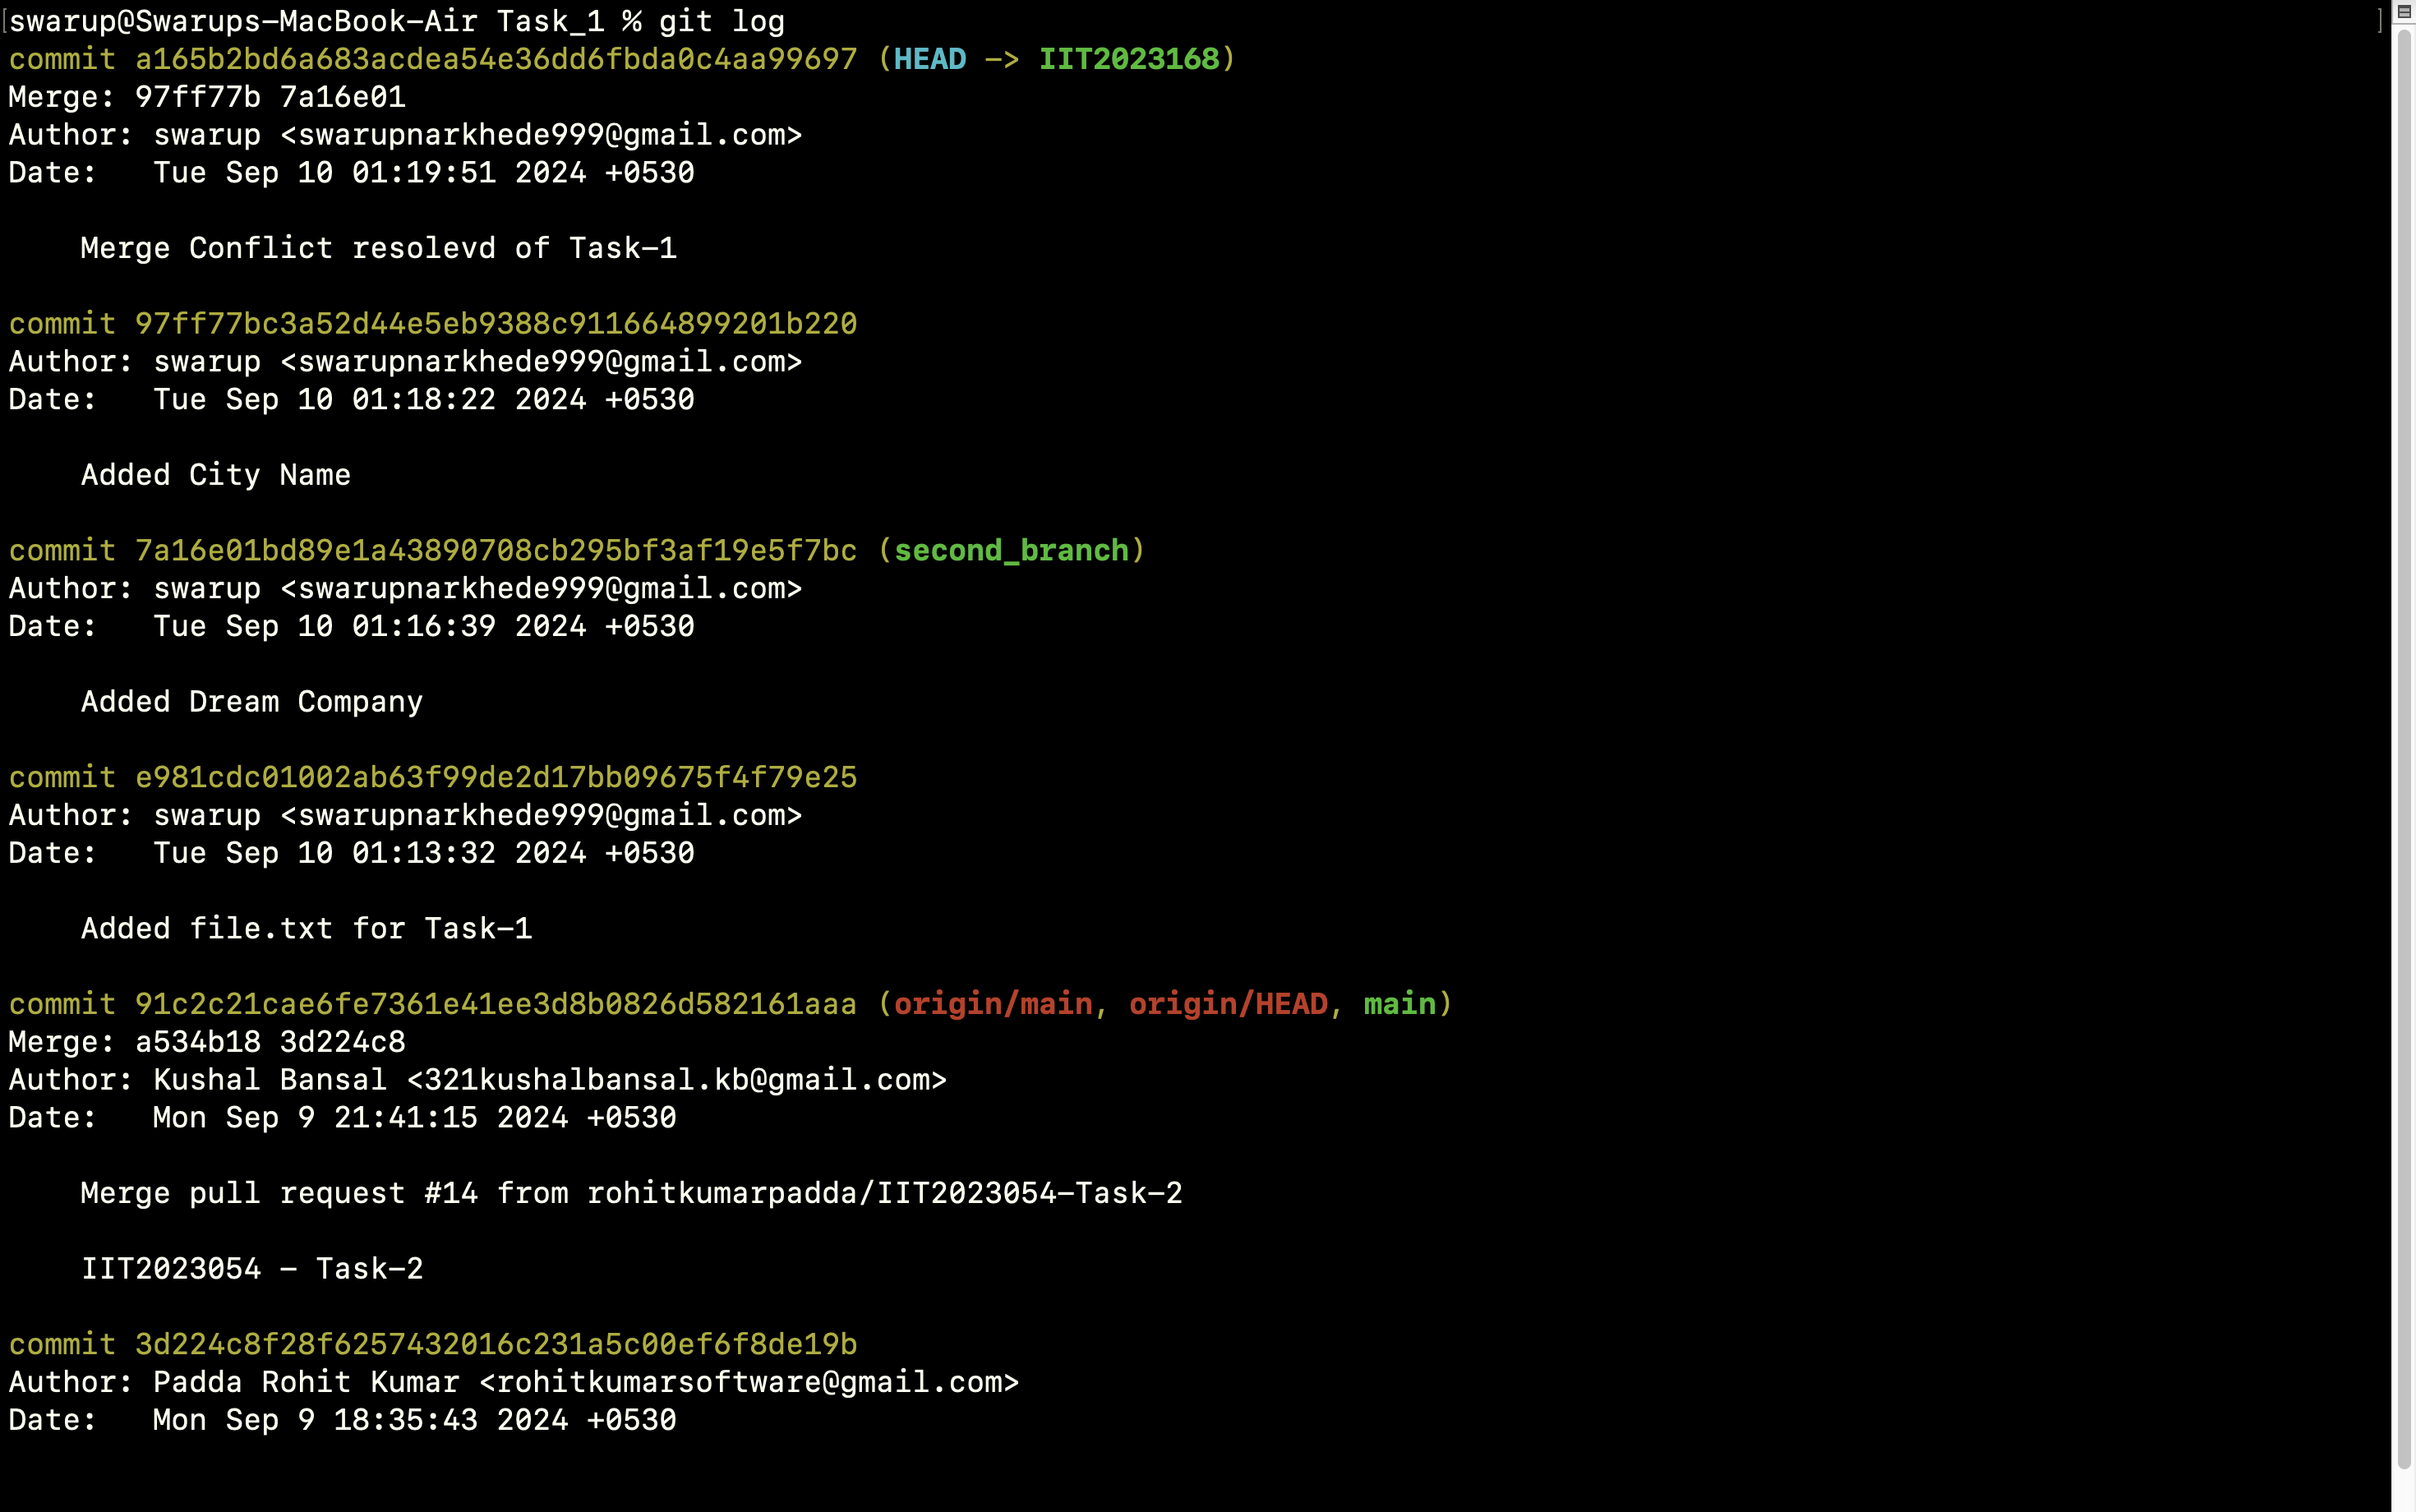 [swarup@Swarups-MacBook-Air Task_1 % git log ]
commit a165b2bd6a683acdea54e36dd6fbda0c4aa99697 (HEAD -> IIT2023168)
Merge: 97ff77b 7a16e01
Author: swarup <swarupnarkhede999@gmail.com>
Date:   Tue Sep 10 01:19:51 2024 +0530
    Merge Conflict resolevd of Task-1
commit 97ff77bc3a52d44e5eb9388c911664899201b220
Author: swarup <swarupnarkhede999@gmail.com>
Date:   Tue Sep 10 01:18:22 2024 +0530
    Added City Name
commit 7a16e01bd89e1a43890708cb295bf3af19e5f7bc (second_branch)
Author: swarup <swarupnarkhede999@gmail.com>
Date:   Tue Sep 10 01:16:39 2024 +0530
    Added Dream Company
commit e981cdc01002ab63f99de2d17bb09675f4f79e25
Author: swarup <swarupnarkhede999@gmail.com>
Date:   Tue Sep 10 01:13:32 2024 +0530
    Added file.txt for Task-1
commit 91c2c21cae6fe7361e41ee3d8b0826d582161aaa (origin/main, origin/HEAD, main)
Merge: a534b18 3d224c8
Author: Kushal Bansal <321kushalbansal.kb@gmail.com>
Date:   Mon Sep 9 21:41:15 2024 +0530
    Merge pull request #14 from rohitkumarpadda/IIT2023054-Task-2
    IIT2023054 - Task-2
commit 3d224c8f28f6257432016c231a5c00ef6f8de19b
Author: Padda Rohit Kumar <rohitkumarsoftware@gmail.com>
Date:   Mon Sep 9 18:35:43 2024 +0530